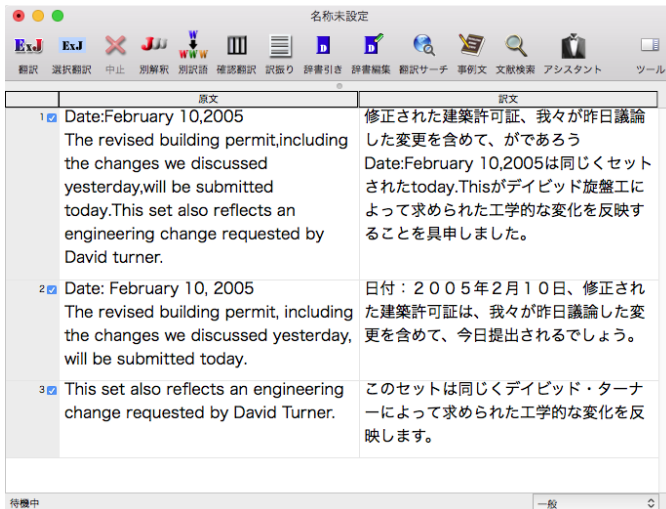 名称未設定
ExJ ExJ J W WWW D D
翻訳 選択翻訳 中止 別解釈 別訳語 確認翻訳 訳振り 辞書引き 辞書編集 翻訳サーチ 事例文 文献検索 アシスタント ツール
原文 訳文
1 Date:February 10,2005
The revised building permit,including
the changes we discussed
yesterday,will be submitted
today.This set also reflects an
engineering change requested by
David turner.
修正された建築許可証、我々が昨日議論
した変更を含めて、がであろう
Date:February 10,2005は同じくセット
されたtoday.Thisがデイビッド旋盤工に
よって求められた工学的な変化を反映す
ることを具申しました。
2 Date: February 10, 2005
The revised building permit, including
the changes we discussed yesterday,
will be submitted today.
日付：２００５年２月１０日、修正され
た建築許可証は、我々が昨日議論した変
更を含めて、今日提出されるでしょう。
3 This set also reflects an engineering
change requested by David Turner.
このセットは同じくデイビッド・ターナ
ーによって求められた工学的な変化を反
映します。
待機中 一般